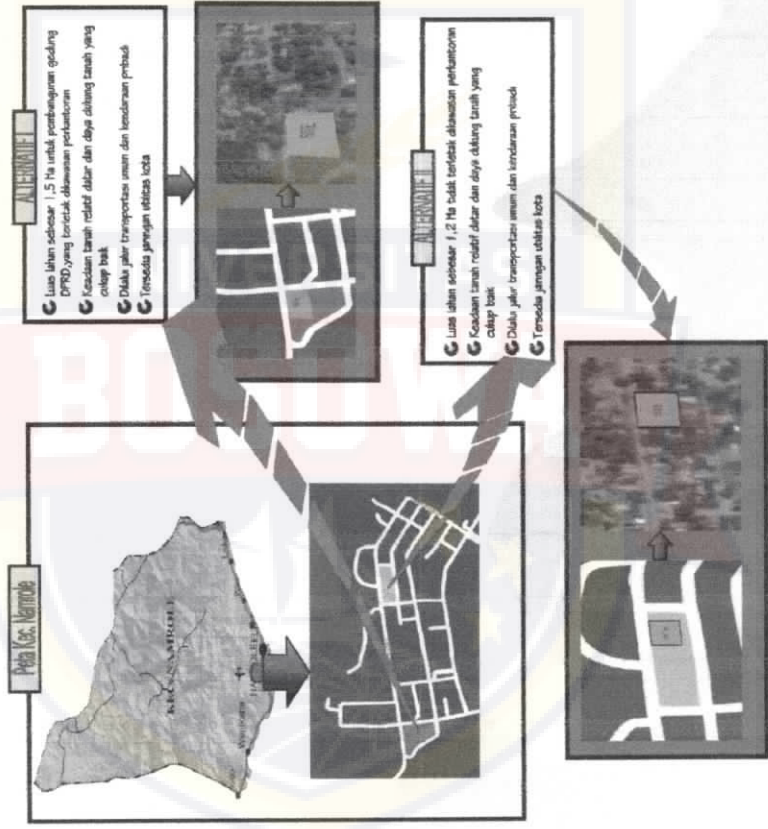 Peta Kec. Namrole
KEC. NAMROLE
ALTERNATIF I
Luas lahan sebesar 1,5 Ha untuk pembangunan gedung
DPRD,yang terletak dikawasan perkantoran
Keadaan tanah relatif datar dan daya dukung tanah yang
cukup baik
Dilalui jalur transportasi umum dan kendaraan pribadi
Tersedia jaringan utilitas kota
ALTERNATIF II
Luas lahan sebesar 1,2 Ha tidak terletak dikawasan perkantoran
Keadaan tanah relatif datar dan daya dukung tanah yang
cukup baik
Dilalui jalur transportasi umum dan kendaraan pribadi
Tersedia jaringan utilitas kota
BOSOWA